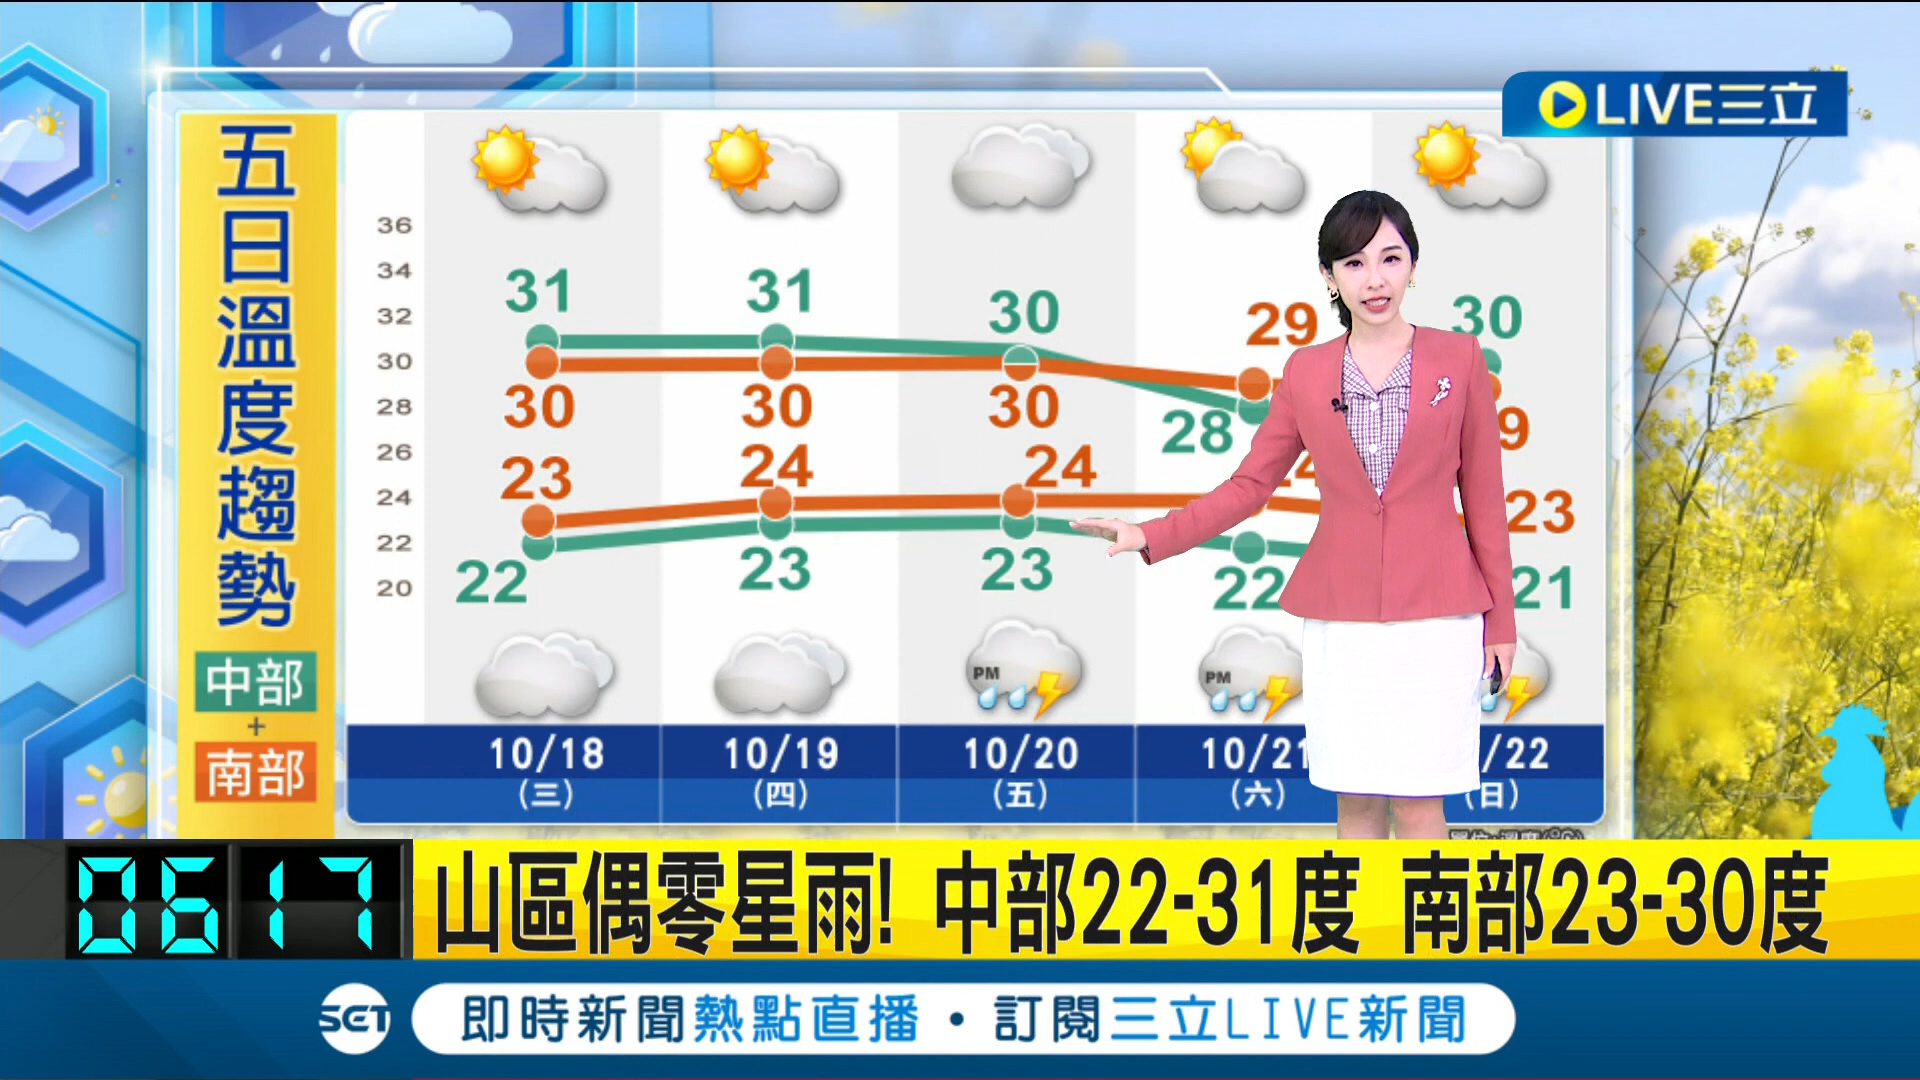 LIVE三立
五日溫度趨勢
中部
+
南部
36
34
32
30
28
26
24
22
20
31 31 30 28 30
30 30 30 29 9
23 24 24 24 23
22 23 23 22 21
PM PM
10/18 10/19 10/20 10/21 /22
(三) (四) (五) (六) (日)
0617
山區偶零星雨! 中部22-31度 南部23-30度
SET
即時新聞熱點直播・訂閱三立LIVE新聞